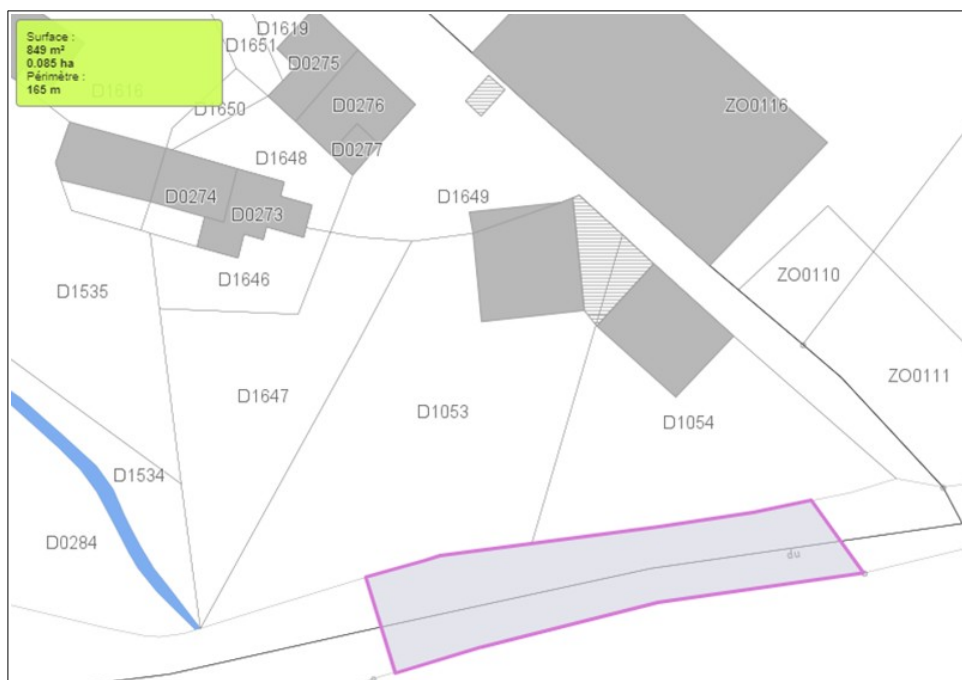 Surface :
849 m²
0.085 ha
Périmètre :
165 m
D1619
D1651
D0275
D1616
D1650
D0276
ZO0116
D0277
D1648
D0274
D1649
D0273
D1646
D1535
ZO0110
D1647
ZO0111
D1053
D1054
D1534
D0284
du